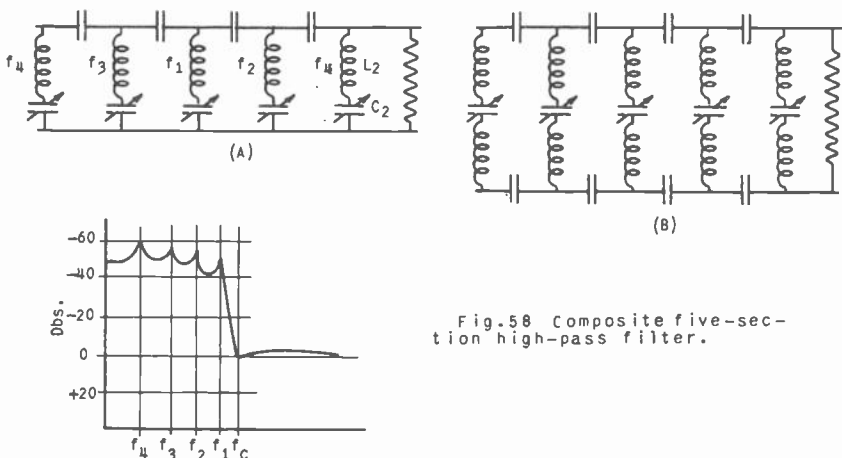 f4 f3 f1 f2 f4 L2
C2
(A)
(B)
-60
-40
-20
0
+20
Dbs.
f4 f3 f2 f1 fc
Fig.58 Composite five-sec-
tion high-pass filter.